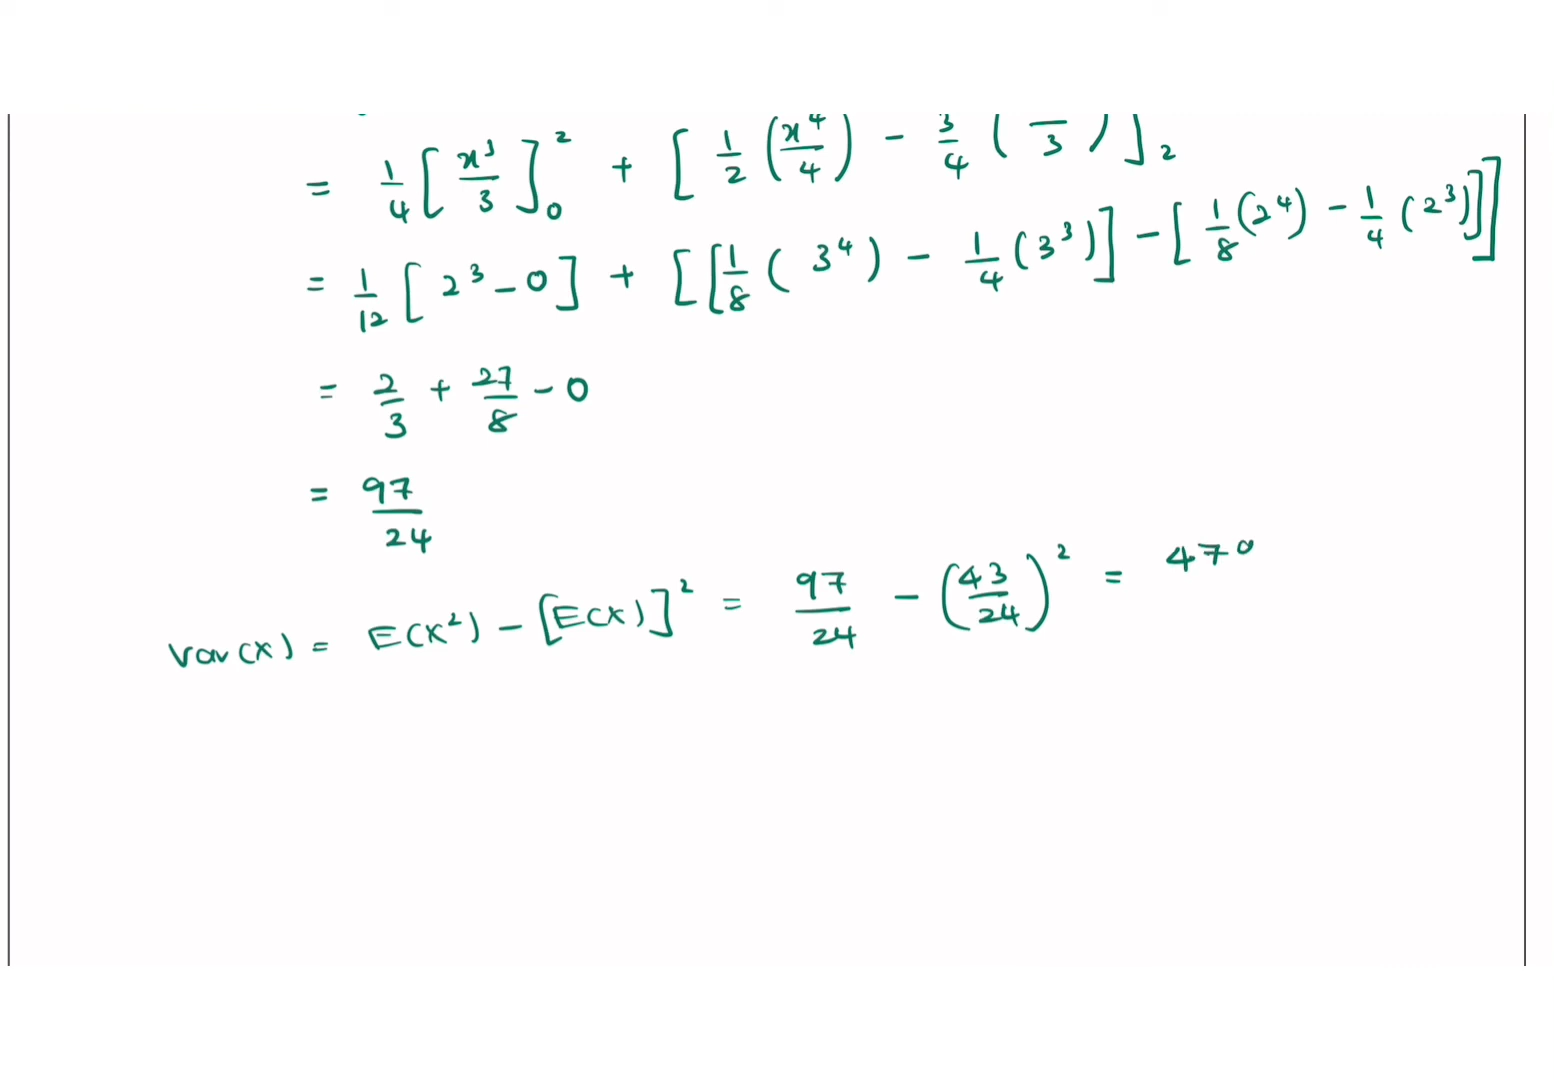 = 1/4 [x³/3]₀² + [1/2 (x⁴/4) - 3/4 ( /3 )]₂
= 1/12 [2³ - 0] + [[1/8 (3⁴) - 1/4 (3³)] - [1/8 (2⁴) - 1/4 (2³)]]
= 2/3 + 27/8 - 0
= 97/24
Var(X) = E(X²) - [E(X)]² = 97/24 - (43/24)² = 470